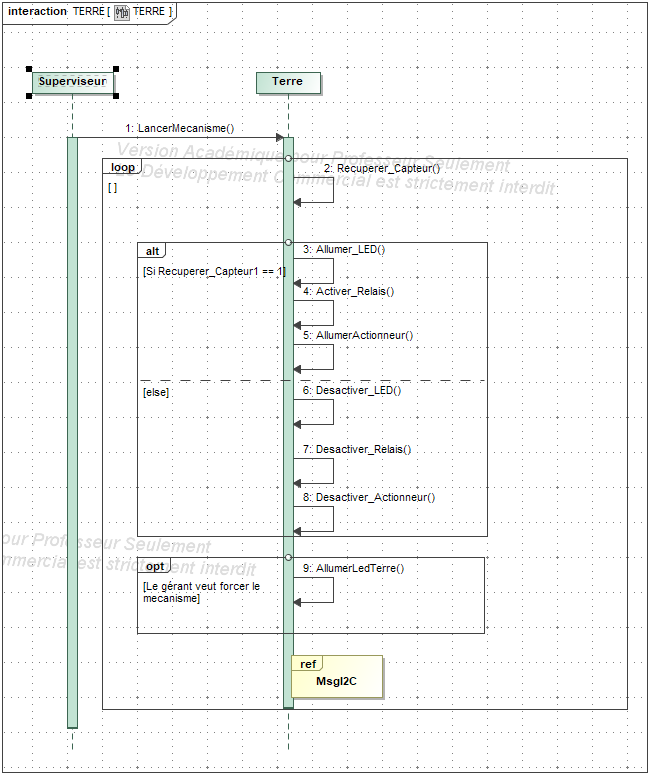 interaction TERRE [ TERRE ]
Superviseur
Terre
1: LancerMecanisme()
Version Académique pour Professeur Seulement
Le Développement Commercial est strictement interdit
loop
[ ]
2: Recuperer_Capteur()
alt
[Si Recuperer_Capteur1 == 1]
3: Allumer_LED()
4: Activer_Relais()
5: AllumerActionneur()
[else]
6: Desactiver_LED()
7: Desactiver_Relais()
8: Desactiver_Actionneur()
our Professeur Seulement
mmercial est strictement interdit
opt
[Le gérant veut forcer le
mecanisme]
9: AllumerLedTerre()
ref
MsgI2C